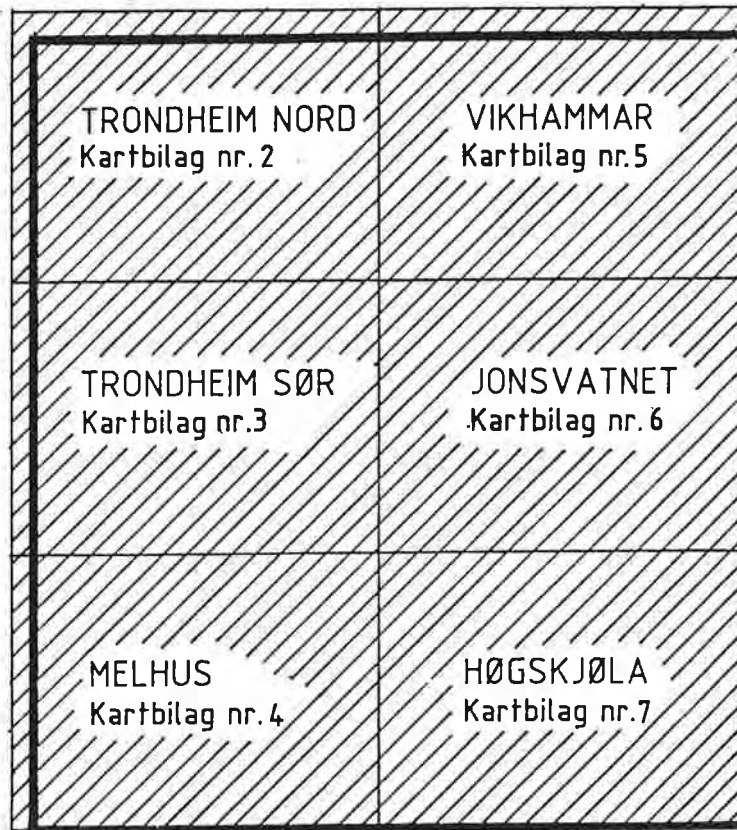 TRONDHEIM NORD
Kartbilag nr. 2
VIKHAMMAR
Kartbilag nr. 5
TRONDHEIM SØR
Kartbilag nr. 3
JONSVATNET
Kartbilag nr. 6
MELHUS
Kartbilag nr. 4
HØGSKJØLA
Kartbilag nr. 7